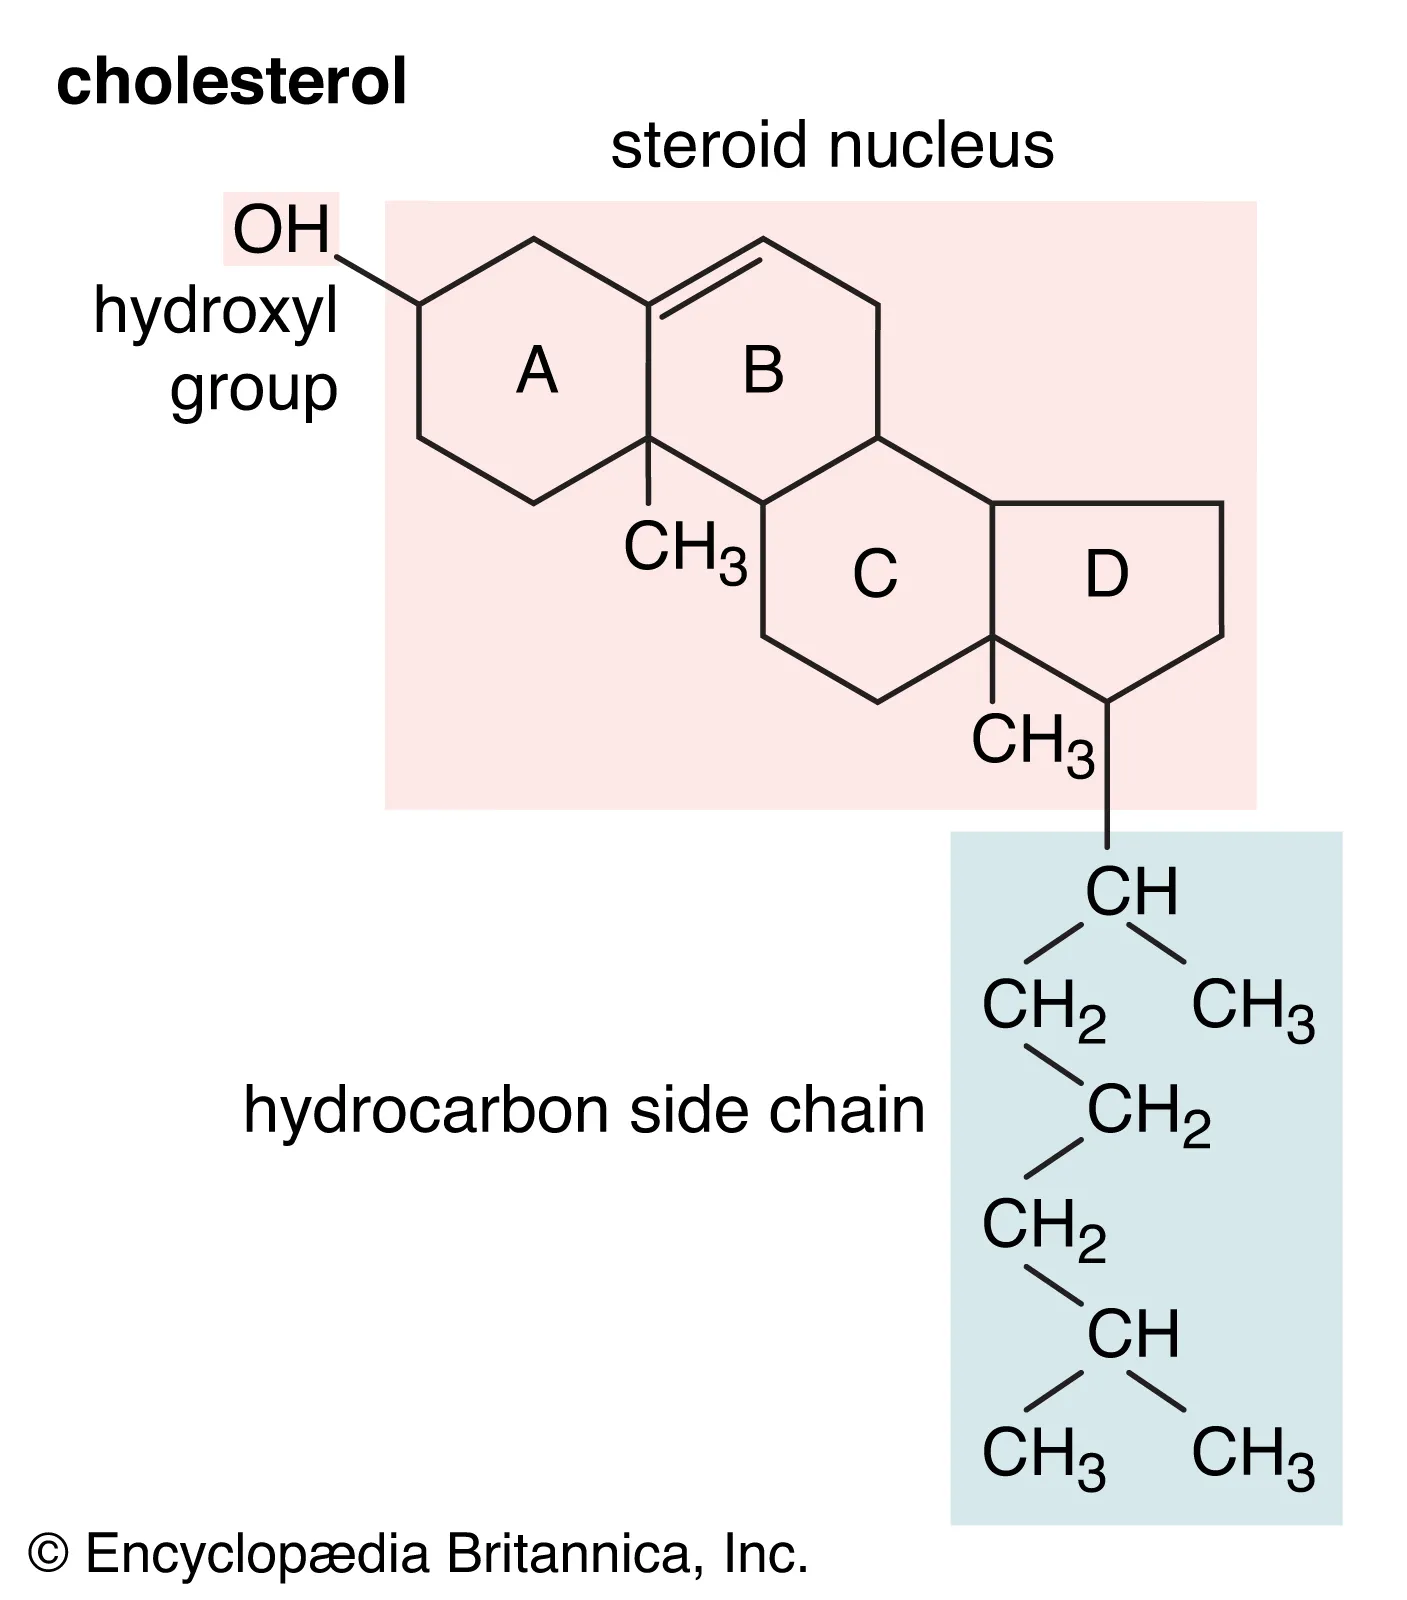 cholesterol
steroid nucleus
OH
hydroxyl
group
A
B
CH3
C
D
CH3
CH
CH2 CH3
hydrocarbon side chain
CH2
CH2
CH
CH3 CH3
© Encyclopædia Britannica, Inc.